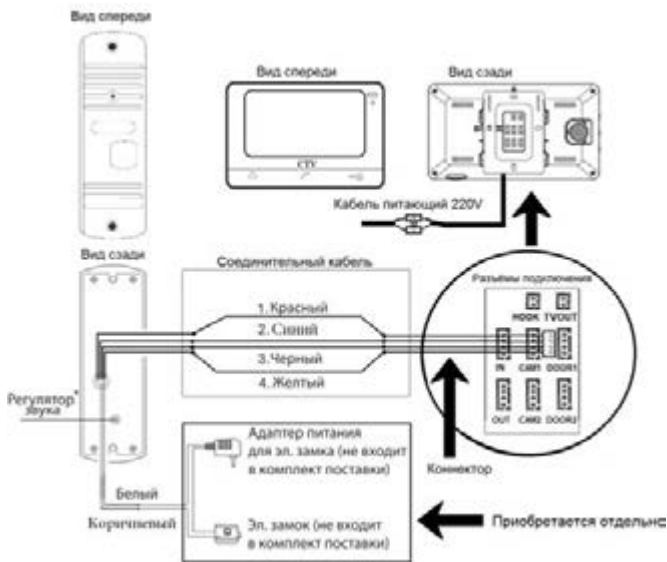 Вид спереди
Вид спереди
Вид сзади
CTV
Кабель питающий 220V
Вид сзади
Соединительный кабель
1. Красный
2. Синий
3. Черный
4. Желтый
Разъёмы подключения
HOOK TVOUT
IN CAM1 DOOR1
OUT CAM2 DOOR2
Регулятор*
звука
Коннектор
Адаптер питания
для эл. замка (не входит
в комплект поставки)
Белый
Коричневый
Эл. замок (не входит
в комплект поставки)
Приобретается отдельно